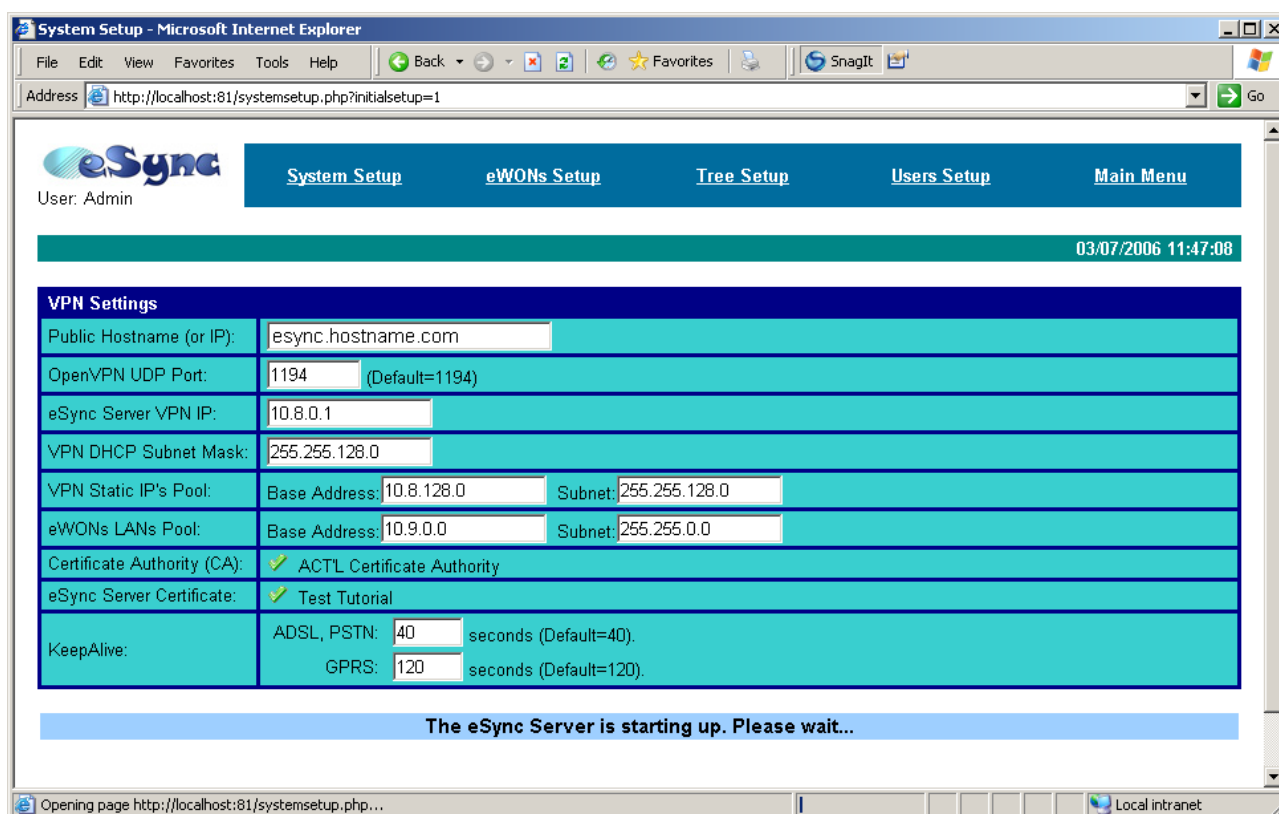 System Setup - Microsoft Internet Explorer
File Edit View Favorites Tools Help Back Favorites SnagIt
Address http://localhost:81/systemsetup.php?initialsetup=1 Go
eSync
User: Admin
System Setup eWONs Setup Tree Setup Users Setup Main Menu
03/07/2006 11:47:08
VPN Settings
Public Hostname (or IP): esync.hostname.com
OpenVPN UDP Port: 1194 (Default=1194)
eSync Server VPN IP: 10.8.0.1
VPN DHCP Subnet Mask: 255.255.128.0
VPN Static IP's Pool: Base Address: 10.8.128.0 Subnet: 255.255.128.0
eWONs LANs Pool: Base Address: 10.9.0.0 Subnet: 255.255.0.0
Certificate Authority (CA): ACT'L Certificate Authority
eSync Server Certificate: Test Tutorial
KeepAlive: ADSL, PSTN: 40 seconds (Default=40).
GPRS: 120 seconds (Default=120).
The eSync Server is starting up. Please wait...
Opening page http://localhost:81/systemsetup.php... Local intranet